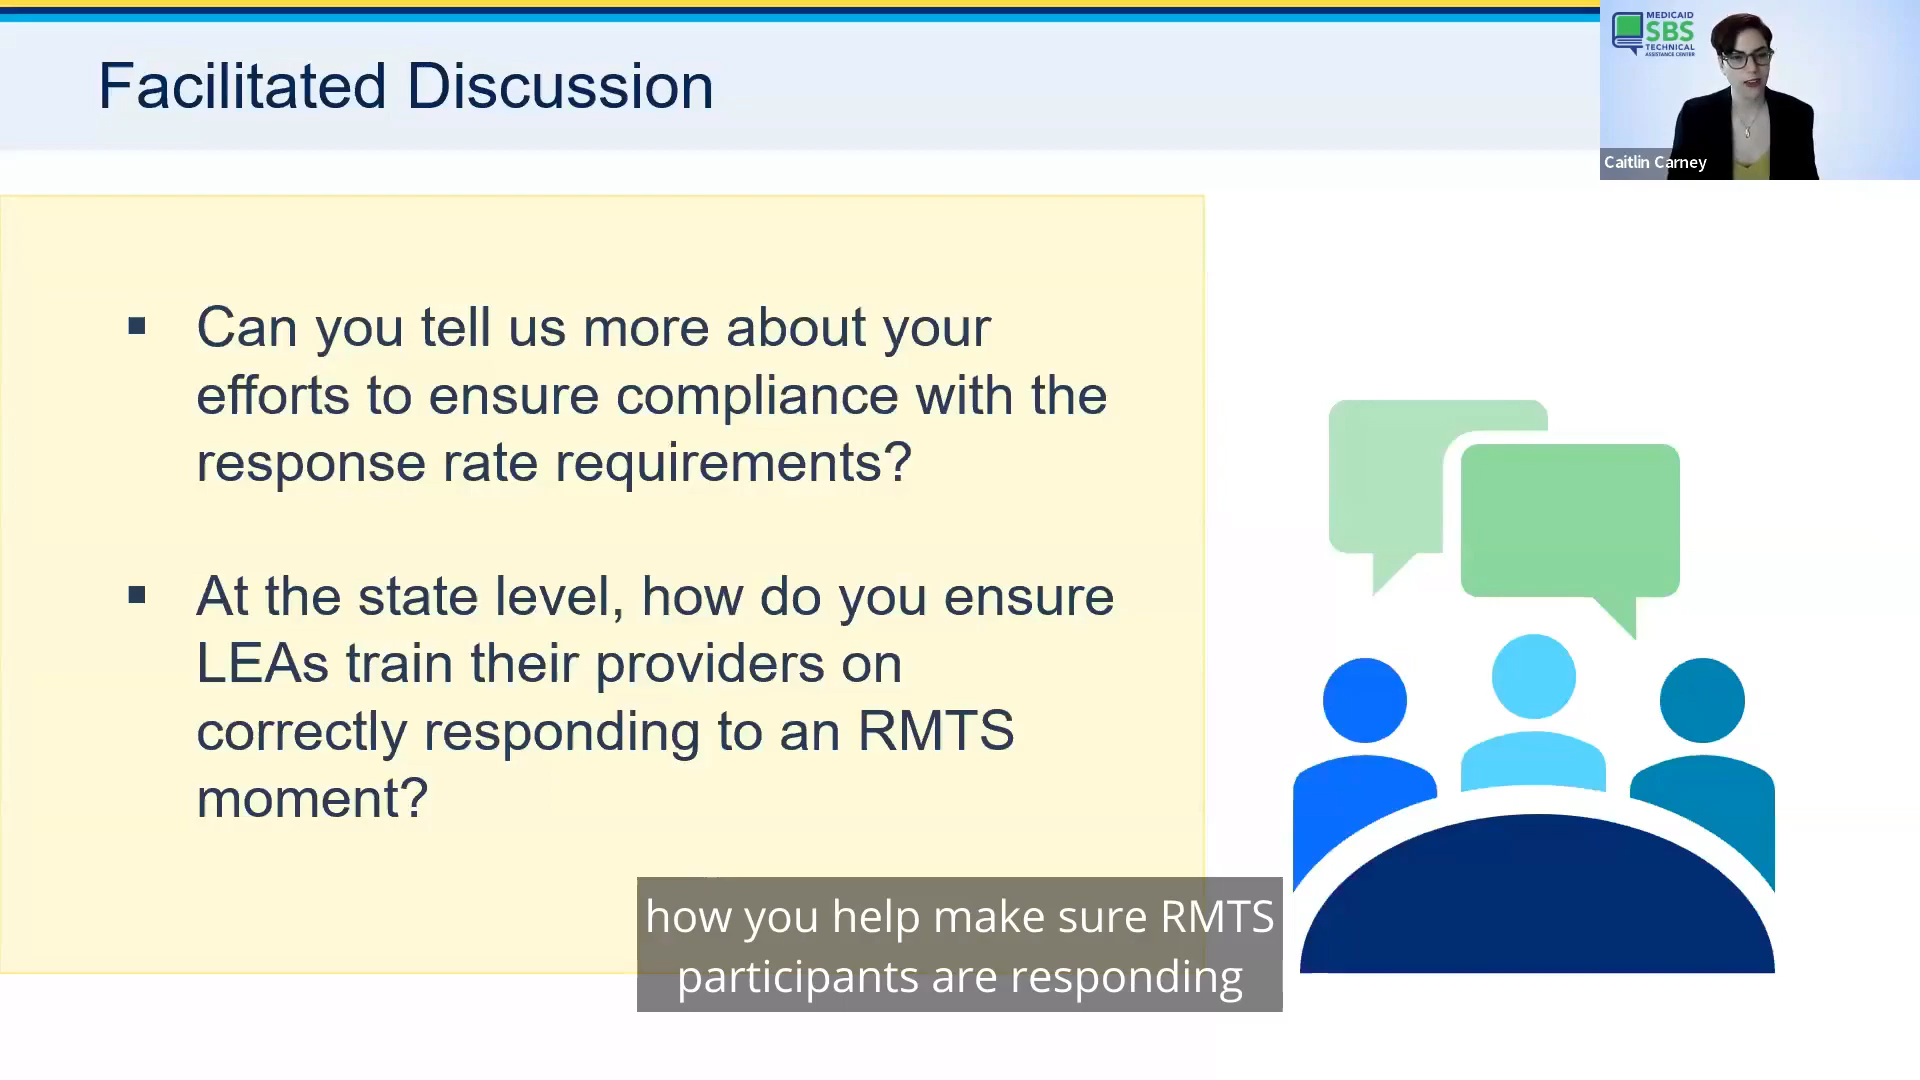 Facilitated Discussion
MEDICAID
SBS
TECHNICAL
ASSISTANCE CENTER
Caitlin Carney
▪ Can you tell us more about your
efforts to ensure compliance with the
response rate requirements?
▪ At the state level, how do you ensure
LEAs train their providers on
correctly responding to an RMTS
moment?
how you help make sure RMTS
participants are responding